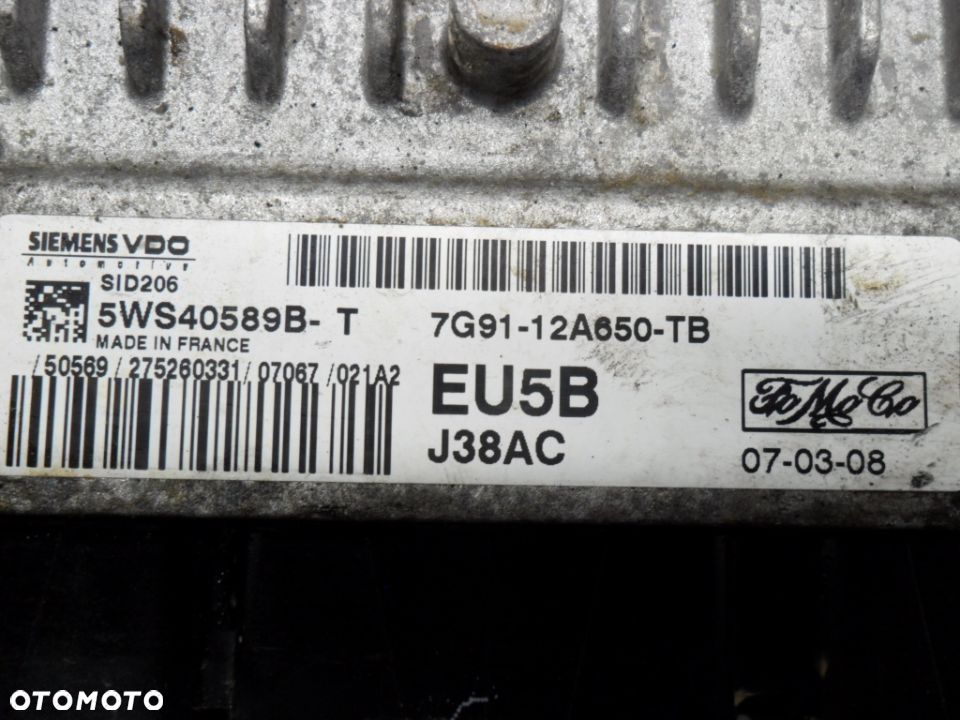 SIEMENS VDO
Automotive
SID206
5WS40589B- T
MADE IN FRANCE
/50569/275260331/07067/021A2
7G91-12A650-TB
EU5B
J38AC
FoMoCo
07-03-08
OTOMOTO